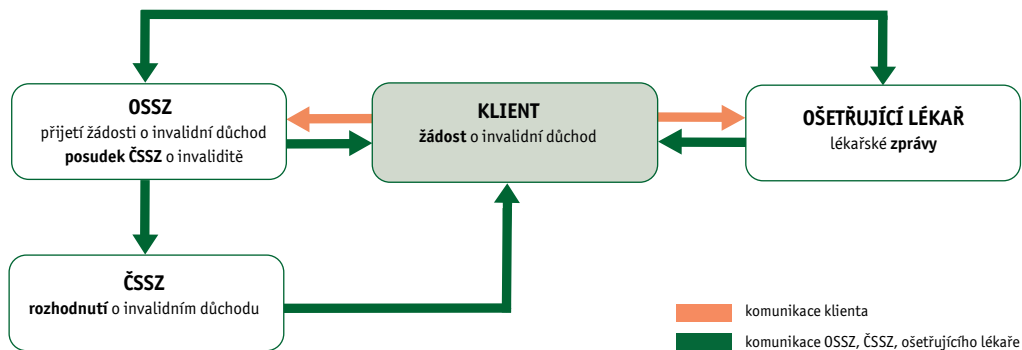 OSSZ
přijetí žádosti o invalidní důchod
posudek ČSSZ o invaliditě
KLIENT
žádost o invalidní důchod
OŠETŘUJÍCÍ LÉKAŘ
lékařské zprávy
ČSSZ
rozhodnutí o invalidním důchodu
komunikace klienta
komunikace OSSZ, ČSSZ, ošetřujícího lékaře